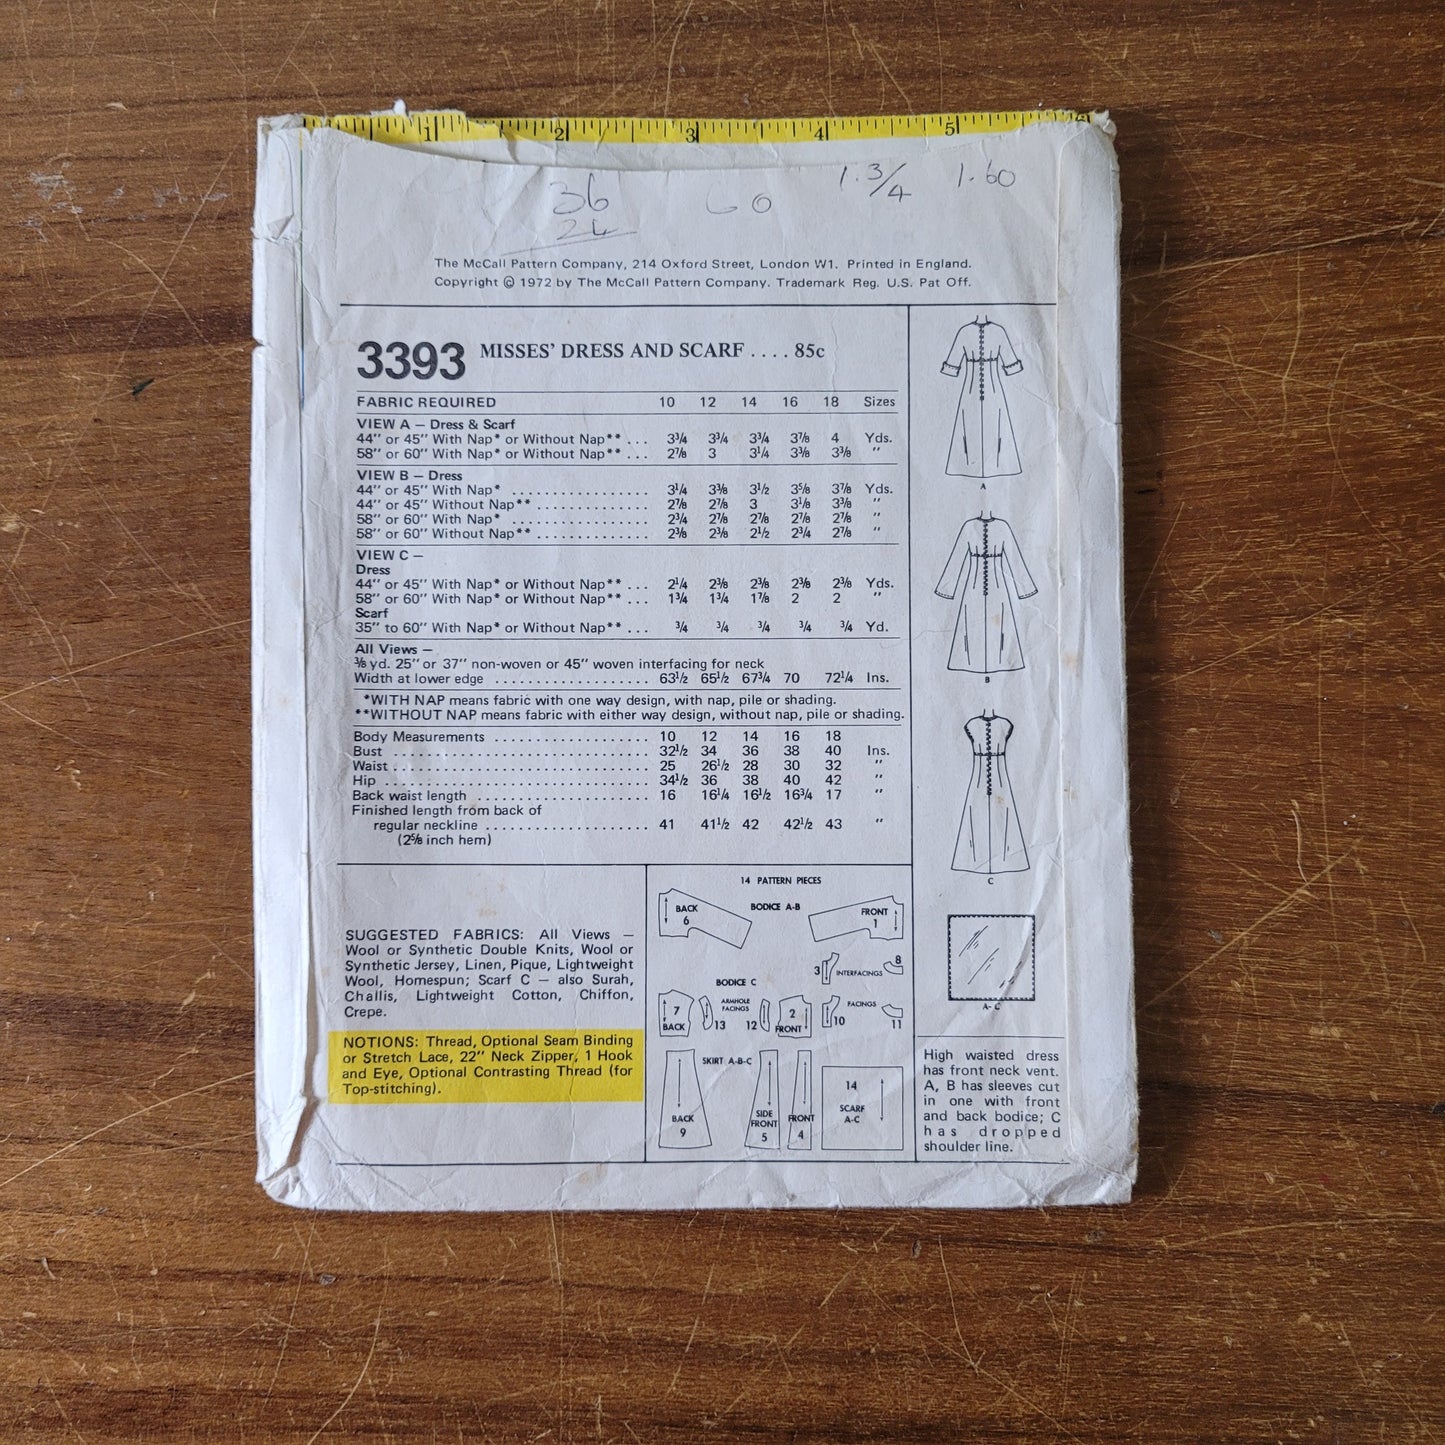 1 2 3 4 5 6
36 60 1.3/4 1.60
The McCall Pattern Company, 214 Oxford Street, London W1. Printed in England.
Copyright © 1972 by The McCall Pattern Company. Trademark Reg. U.S. Pat Off.
3393 MISSES' DRESS AND SCARF .... 85c
FABRIC REQUIRED 10 12 14 16 18 Sizes
VIEW A – Dress & Scarf
44" or 45" With Nap* or Without Nap** ... 3¾ 3¾ 3¾ 3⅞ 4 Yds.
58" or 60" With Nap* or Without Nap** ... 2⅞ 3 3¼ 3⅜ 3⅜ "
VIEW B – Dress
44" or 45" With Nap* ................ 3¼ 3⅜ 3½ 3⅝ 3⅞ Yds.
44" or 45" Without Nap** ............. 2⅞ 2⅞ 3 3⅛ 3⅜ "
58" or 60" With Nap* ................ 2¾ 2⅞ 2⅞ 2⅞ 2⅞ "
58" or 60" Without Nap** ............. 2⅜ 2⅜ 2½ 2¾ 2⅞ "
VIEW C –
Dress
44" or 45" With Nap* or Without Nap** ... 2¼ 2⅜ 2⅜ 2⅜ 2⅜ Yds.
58" or 60" With Nap* or Without Nap** ... 1¾ 1¾ 1⅞ 2 2 "
Scarf
35" to 60" With Nap* or Without Nap** ... ¾ ¾ ¾ ¾ ¾ Yd.
All Views –
⅜ yd. 25" or 37" non-woven or 45" woven interfacing for neck
Width at lower edge .................. 63½ 65½ 67¾ 70 72¼ Ins.
*WITH NAP means fabric with one way design, with nap, pile or shading.
**WITHOUT NAP means fabric with either way design, without nap, pile or shading.
Body Measurements .................. 10 12 14 16 18
Bust .............................. 32½ 34 36 38 40 Ins.
Waist .............................. 25 26½ 28 30 32 "
Hip ............................... 34½ 36 38 40 42 "
Back waist length .................... 16 16¼ 16½ 16¾ 17 "
Finished length from back of
regular neckline ................... 41 41½ 42 42½ 43 "
(2⅝ inch hem)
A
B
C
A-C
SUGGESTED FABRICS: All Views –
Wool or Synthetic Double Knits, Wool or
Synthetic Jersey, Linen, Pique, Lightweight
Wool, Homespun; Scarf C – also Surah,
Challis, Lightweight Cotton, Chiffon,
Crepe.
NOTIONS: Thread, Optional Seam Binding
or Stretch Lace, 22" Neck Zipper, 1 Hook
and Eye, Optional Contrasting Thread (for
Top-stitching).
14 PATTERN PIECES
BODICE A-B
BACK
6
FRONT
1
3 INTERFACINGS 8
BODICE C
7
BACK
ARMHOLE
FACINGS
13 12
2
FRONT
FACINGS
10 11
SKIRT A-B-C
BACK
9
SIDE
FRONT
5
FRONT
4
14
SCARF
A-C
High waisted dress
has front neck vent.
A, B has sleeves cut
in one with front
and back bodice; C
has dropped
shoulder line.